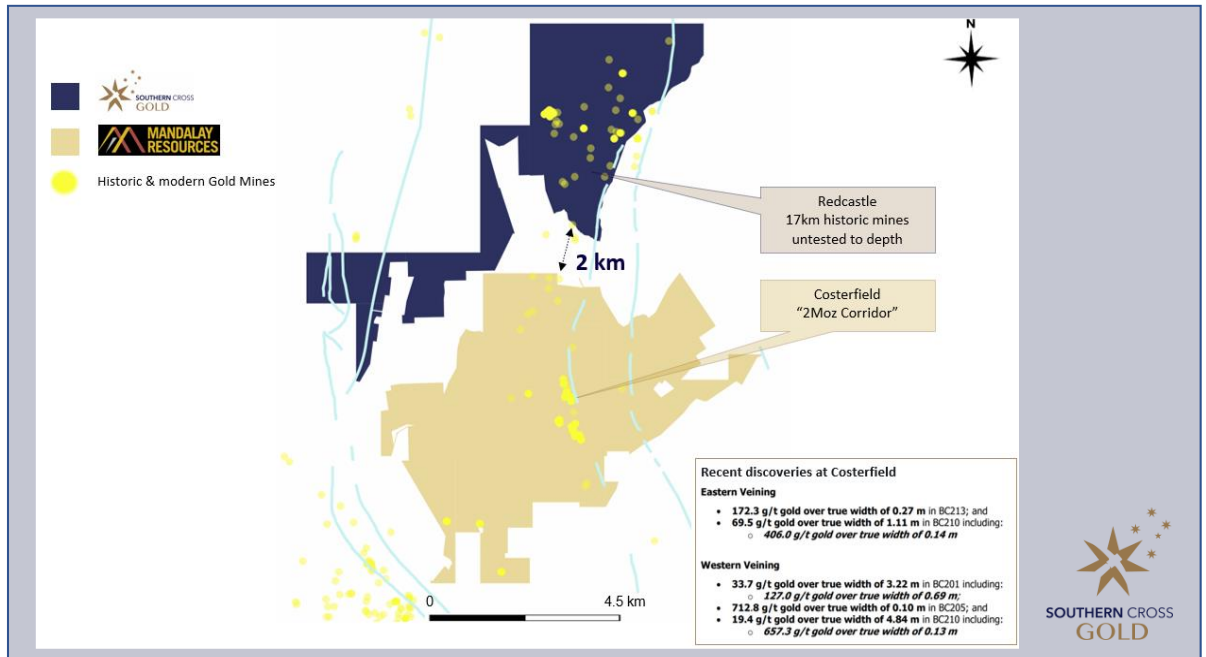 N
SOUTHERN CROSS
GOLD
MANDALAY
RESOURCES
Historic & modern Gold Mines
Redcastle
17km historic mines
untested to depth
2 km
Costerfield
“2Moz Corridor”
Recent discoveries at Costerfield
Eastern Veining
• 172.3 g/t gold over true width of 0.27 m in BC213; and
• 69.5 g/t gold over true width of 1.11 m in BC210 including:
○ 406.0 g/t gold over true width of 0.14 m
Western Veining
• 33.7 g/t gold over true width of 3.22 m in BC201 including:
○ 127.0 g/t gold over true width of 0.69 m;
• 712.8 g/t gold over true width of 0.10 m in BC205; and
• 19.4 g/t gold over true width of 4.84 m in BC210 including:
○ 657.3 g/t gold over true width of 0.13 m
0 4.5 km
SOUTHERN CROSS
GOLD